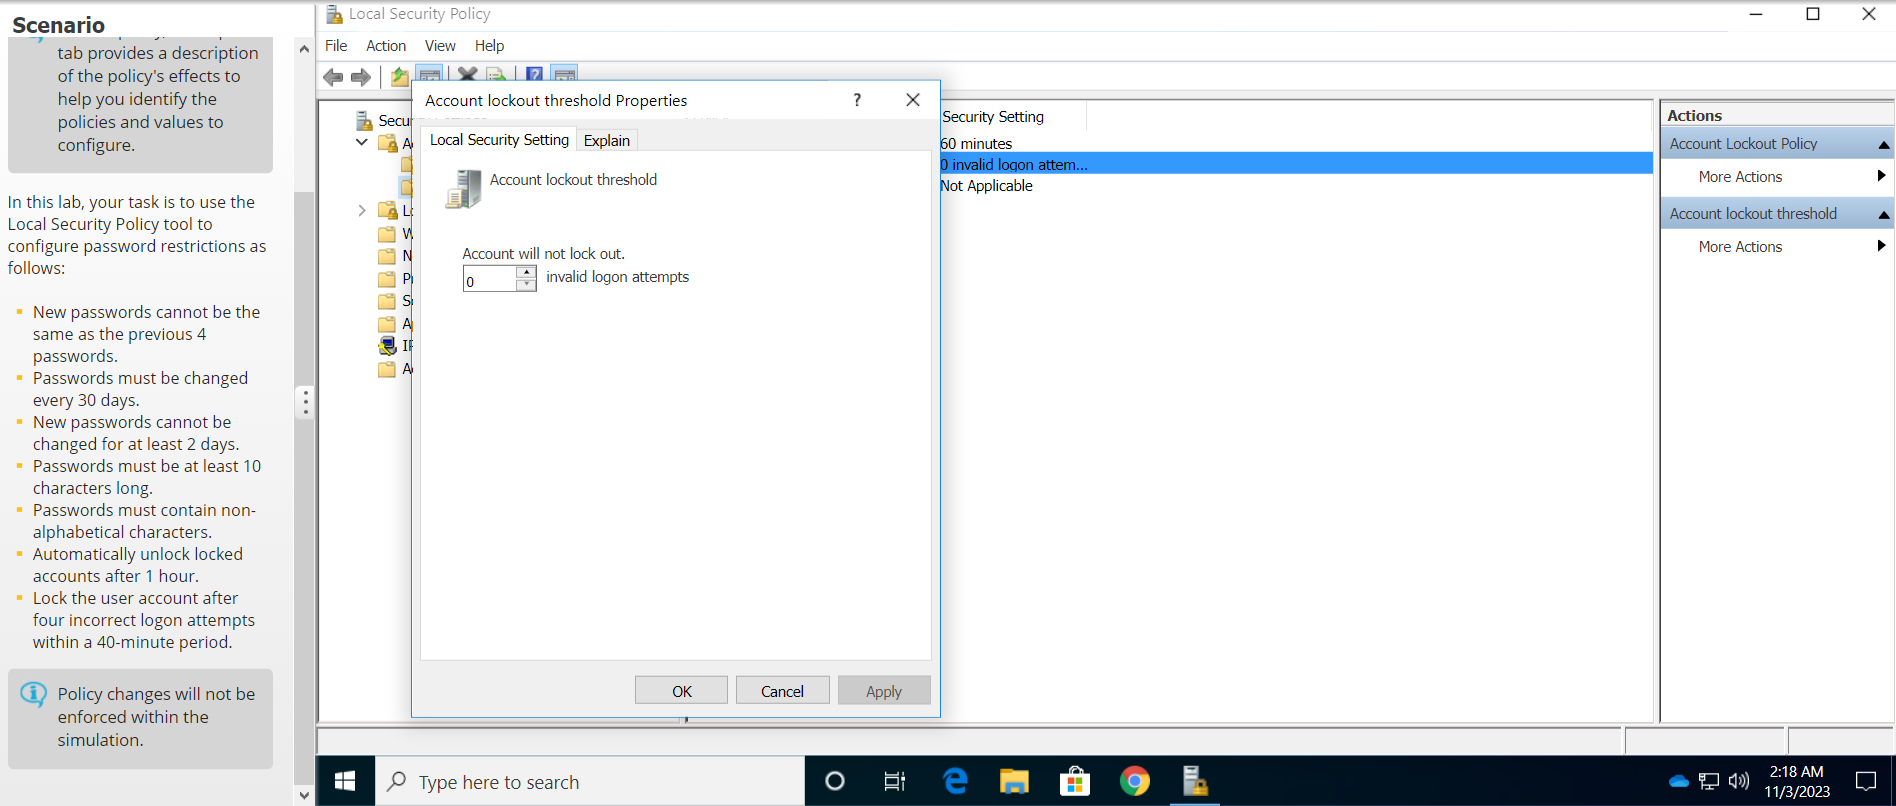 Scenario
tab provides a description
of the policy's effects to
help you identify the
policies and values to
configure.
In this lab, your task is to use the
Local Security Policy tool to
configure password restrictions as
follows:
New passwords cannot be the
same as the previous 4
passwords.
Passwords must be changed
every 30 days.
New passwords cannot be
changed for at least 2 days.
Passwords must be at least 10
characters long.
Passwords must contain non-
alphabetical characters.
Automatically unlock locked
accounts after 1 hour.
Lock the user account after
four incorrect logon attempts
within a 40-minute period.
Policy changes will not be
enforced within the
simulation.
Local Security Policy
File Action View Help
Account lockout threshold Properties
Local Security Setting Explain
Account lockout threshold
Account will not lock out.
0 invalid logon attempts
OK Cancel Apply
Security Setting
60 minutes
0 invalid logon attem...
Not Applicable
Actions
Account Lockout Policy
More Actions
Account lockout threshold
More Actions
Type here to search
2:18 AM
11/3/2023